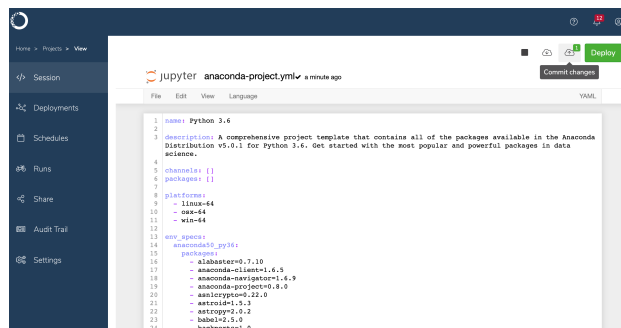 12
Home > Projects > View
1
Deploy
Commit changes
</> Session
jupyter anaconda-project.yml✔ a minute ago
File Edit View Language YAML
Deployments
Schedules
Runs
Share
Audit Trail
Settings
1 name: Python 3.6
2
3 description: A comprehensive project template that contains all of the packages available in the Anaconda
Distribution v5.0.1 for Python 3.6. Get started with the most popular and powerful packages in data
science.
4
5 channels: []
6 packages: []
7
8 platforms:
9 - linux-64
10 - osx-64
11 - win-64
12
13 env_specs:
14 anaconda50_py36:
15 packages:
16 - alabaster=0.7.10
17 - anaconda-client=1.6.5
18 - anaconda-navigator=1.6.9
19 - anaconda-project=0.8.0
20 - asn1crypto=0.22.0
21 - astroid=1.5.3
22 - astropy=2.0.2
23 - babel=2.5.0